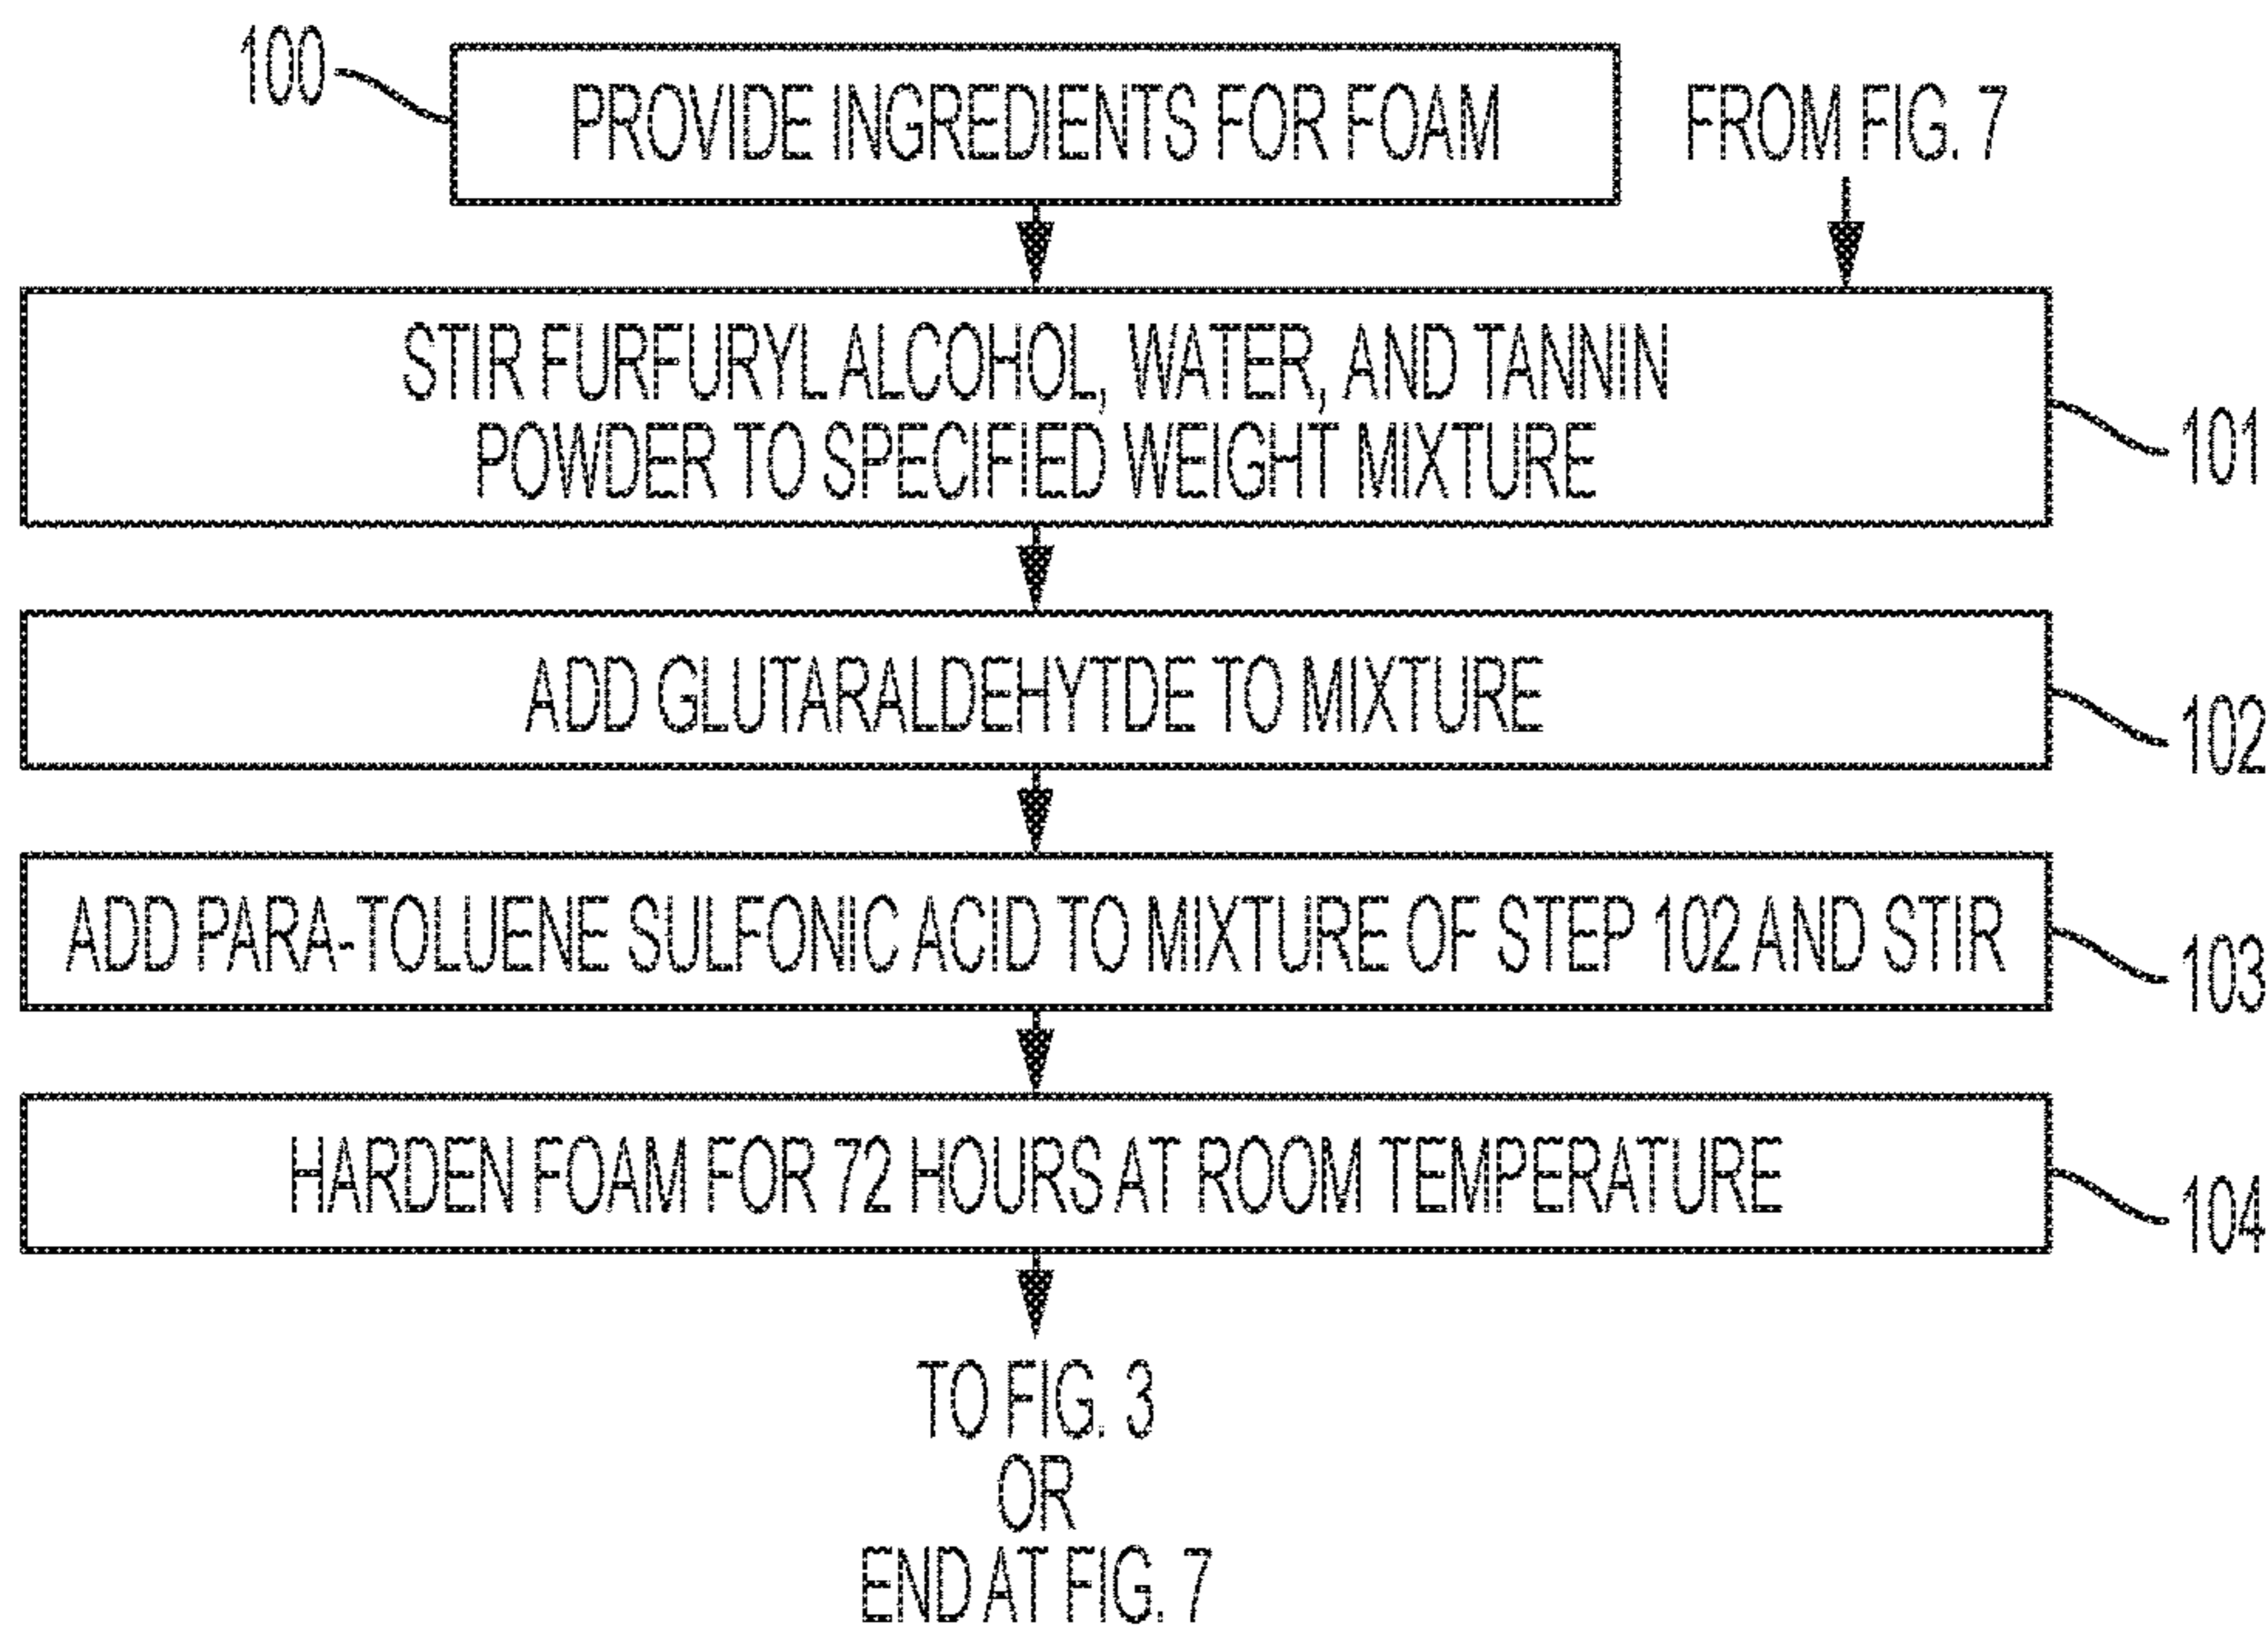 100
PROVIDE INGREDIENTS FOR FOAM
FROM FIG. 7
STIR FURFURYL ALCOHOL, WATER, AND TANNIN
POWDER TO SPECIFIED WEIGHT MIXTURE
101
ADD GLUTARALDEHYTDE TO MIXTURE
102
ADD PARA-TOLUENE SULFONIC ACID TO MIXTURE OF STEP 102 AND STIR
103
HARDEN FOAM FOR 72 HOURS AT ROOM TEMPERATURE
104
TO FIG. 3
OR
END AT FIG. 7